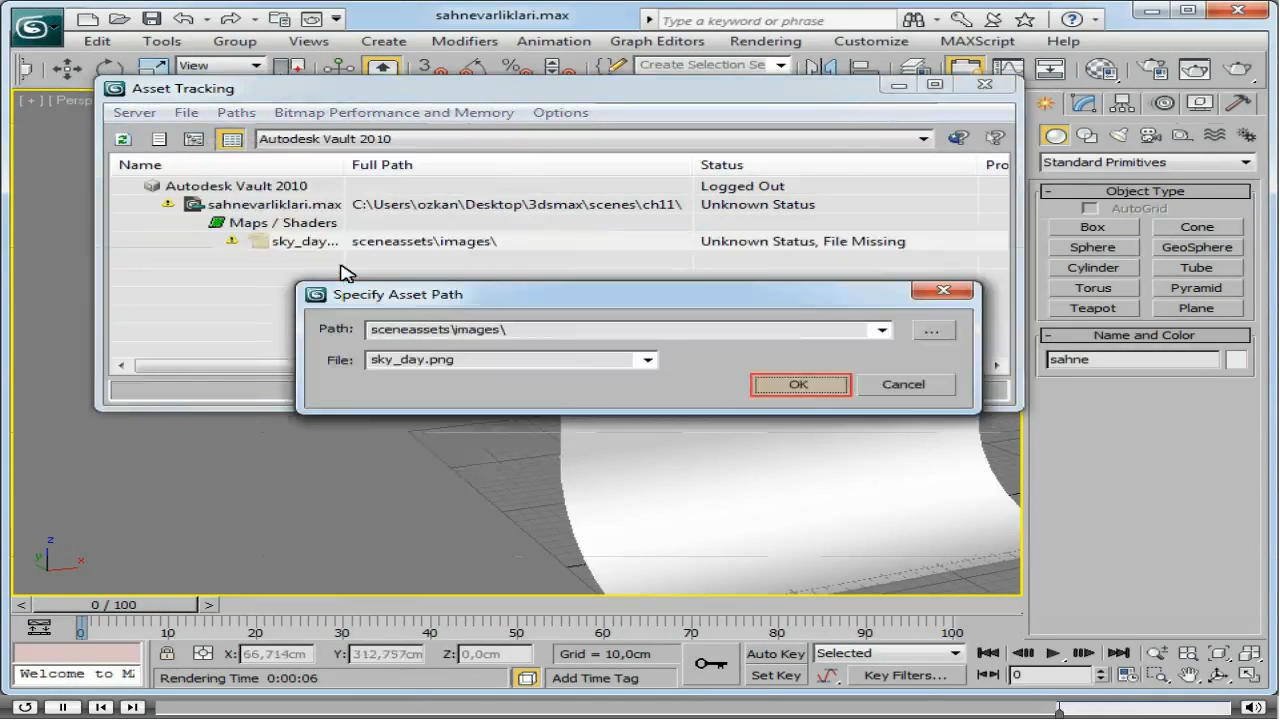 sahnevarliklari.max
Type a keyword or phrase
Edit Tools Group Views Create Modifiers Animation Graph Editors Rendering Customize MAXScript Help
View
Create Selection Se
[ + ] [ Persp
Asset Tracking
Server File Paths Bitmap Performance and Memory Options
Autodesk Vault 2010
Name Full Path Status Pro
Autodesk Vault 2010 Logged Out
sahnevarliklari.max C:\Users\ozkan\Desktop\3dsmax\scenes\ch11\ Unknown Status
Maps / Shaders
sky_day... sceneassets\images\ Unknown Status, File Missing
Specify Asset Path
Path: sceneassets\images\ ...
File: sky_day.png
OK Cancel
Standard Primitives
Object Type
AutoGrid
Box Cone
Sphere GeoSphere
Cylinder Tube
Torus Pyramid
Teapot Plane
Name and Color
sahne
z
y x
0 / 100
0 10 20 30 40 50 60 70 80 90 100
X: 66,714cm Y: 312,757cm Z: 0,0cm Grid = 10,0cm Auto Key Selected
Welcome to MA Rendering Time 0:00:06 Add Time Tag Set Key Key Filters... 0